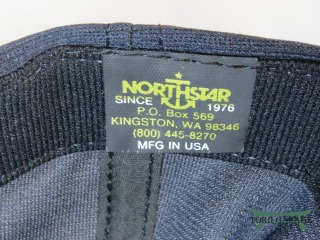 NORTHSTAR
SINCE 1976
P.O. Box 569
KINGSTON, WA 98346
(800) 445-8270
MFG IN USA